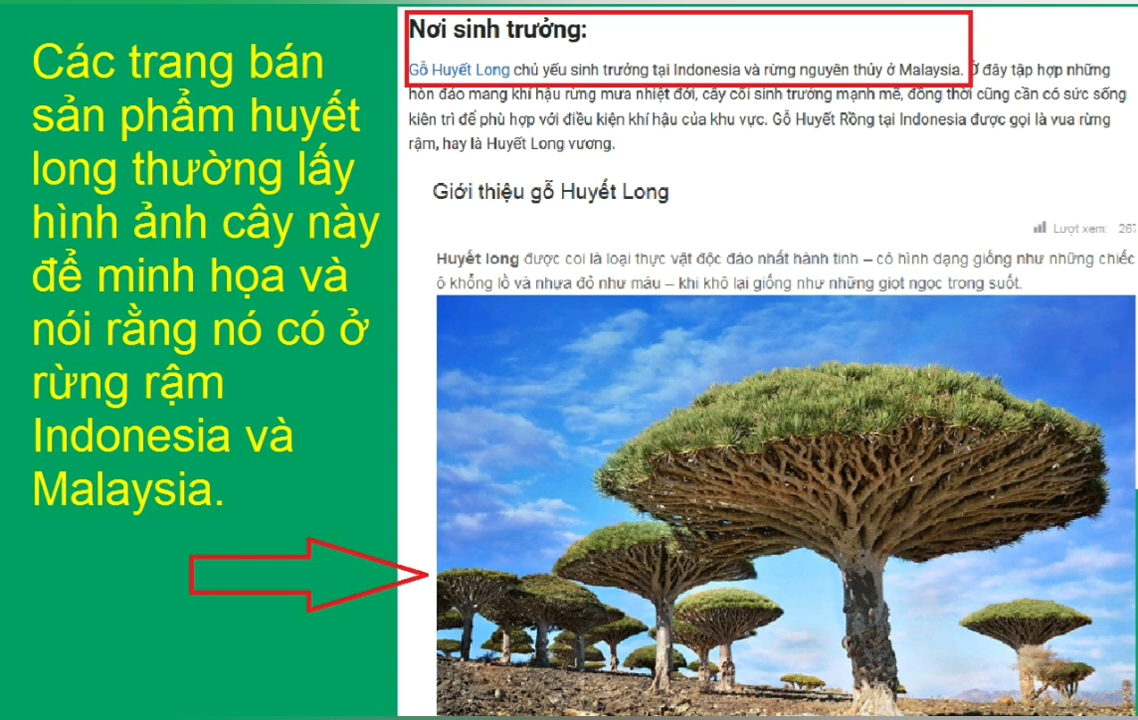 Các trang bán
sản phẩm huyết
long thường lấy
hình ảnh cây này
để minh họa và
nói rằng nó có ở
rừng rậm
Indonesia và
Malaysia.
Nơi sinh trưởng:
Gỗ Huyết Long chủ yếu sinh trưởng tại Indonesia và rừng nguyên thủy ở Malaysia. Ở đây tập hợp những
hòn đảo mang khí hậu rừng mưa nhiệt đới, cây cối sinh trưởng mạnh mẽ, đồng thời cũng cần có sức sống
kiên trì để phù hợp với điều kiện khí hậu của khu vực. Gỗ Huyết Rồng tại Indonesia được gọi là vua rừng
rậm, hay là Huyết Long vương.
Giới thiệu gỗ Huyết Long
Lượt xem: 267
Huyết long được coi là loại thực vật độc đáo nhất hành tinh – có hình dạng giống như những chiếc
ô khổng lồ và nhựa đỏ như máu – khi khô lại giống như những giọt ngọc trong suốt.